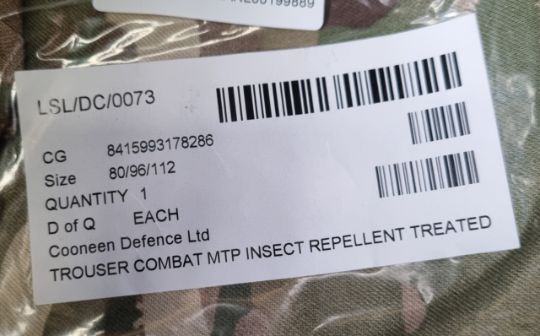 LSL/DC/0073
CG 8415993178286
Size 80/96/112
QUANTITY 1
D of Q EACH
Cooneen Defence Ltd
TROUSER COMBAT MTP INSECT REPELLENT TREATED